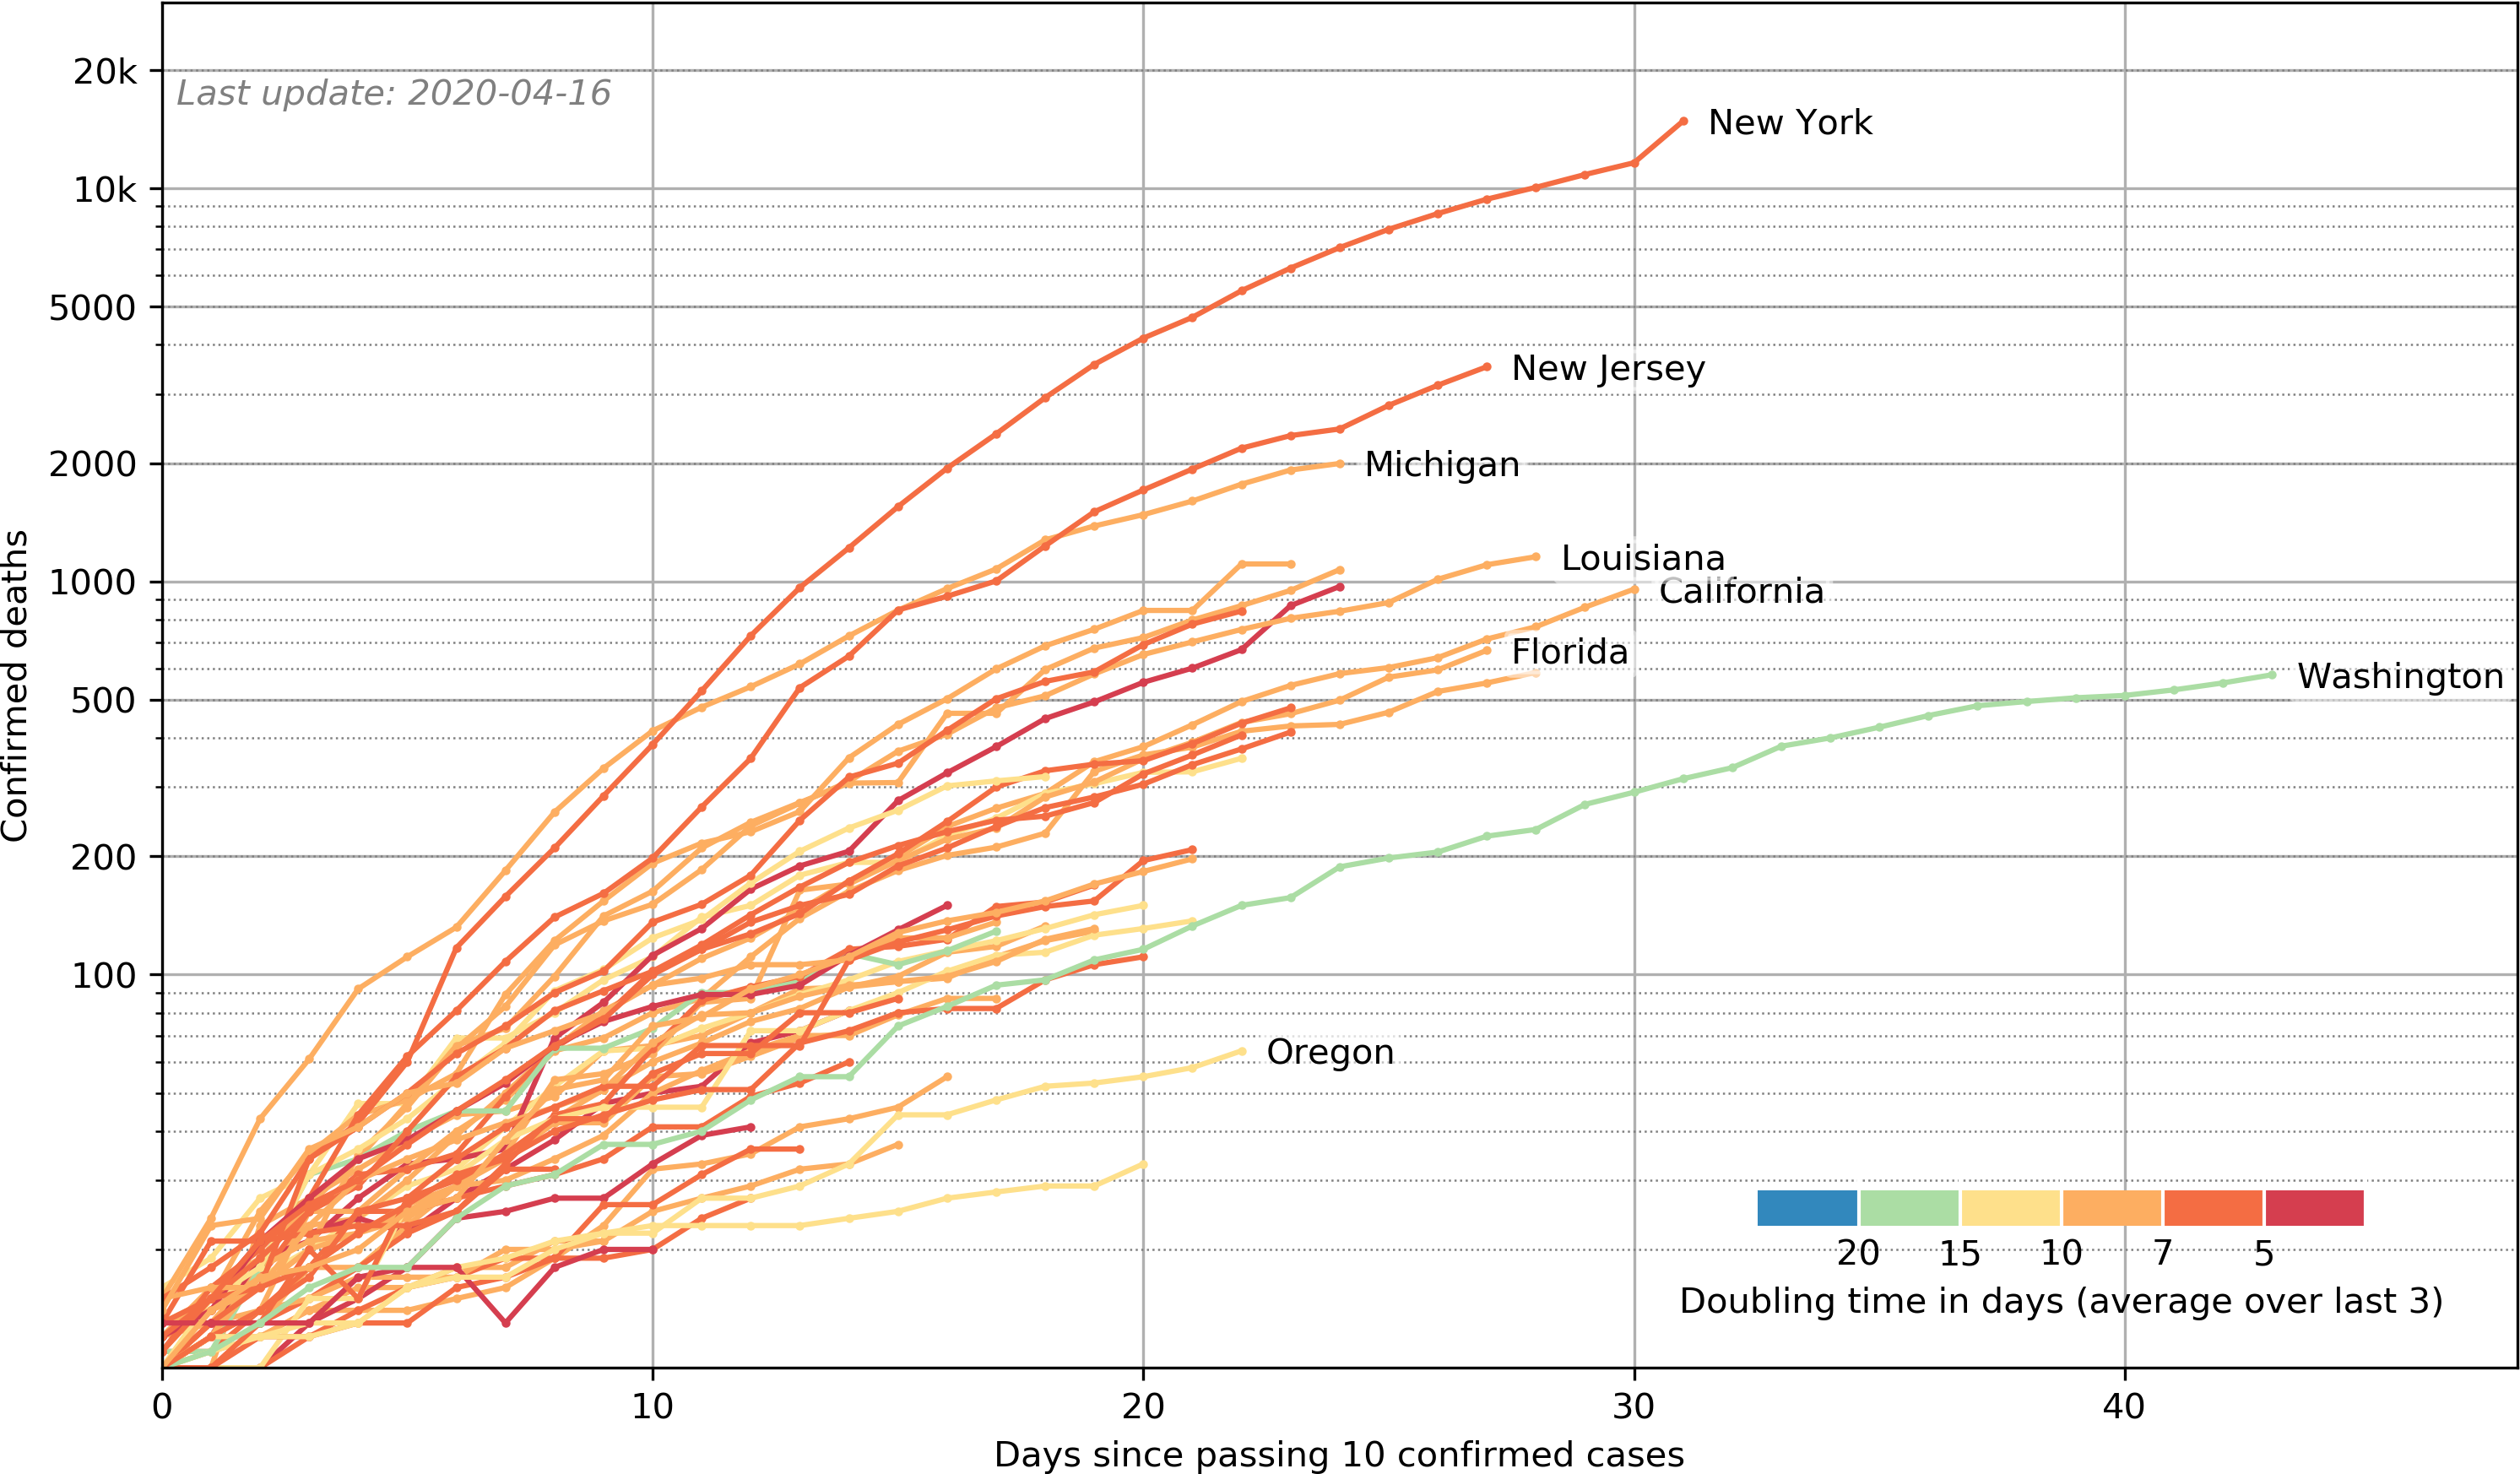 20k
Last update: 2020-04-16
New York
10k
5000
New Jersey
2000
Michigan
Louisiana
1000
California
Florida
Washington
500
200
100
Oregon
Confirmed deaths
20 15 10 7 5
Doubling time in days (average over last 3)
0 10 20 30 40
Days since passing 10 confirmed cases